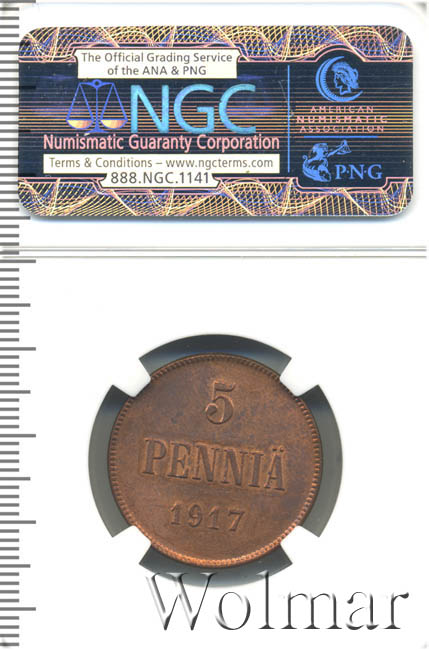 The Official Grading Service
of the ANA & PNG
NGC
Numismatic Guaranty Corporation
Terms & Conditions – www.ngcterms.com
888.NGC.1141
AMERICAN
NUMISMATIC
ASSOCIATION
PNG
5
PENNIÄ
1917
Wolmar